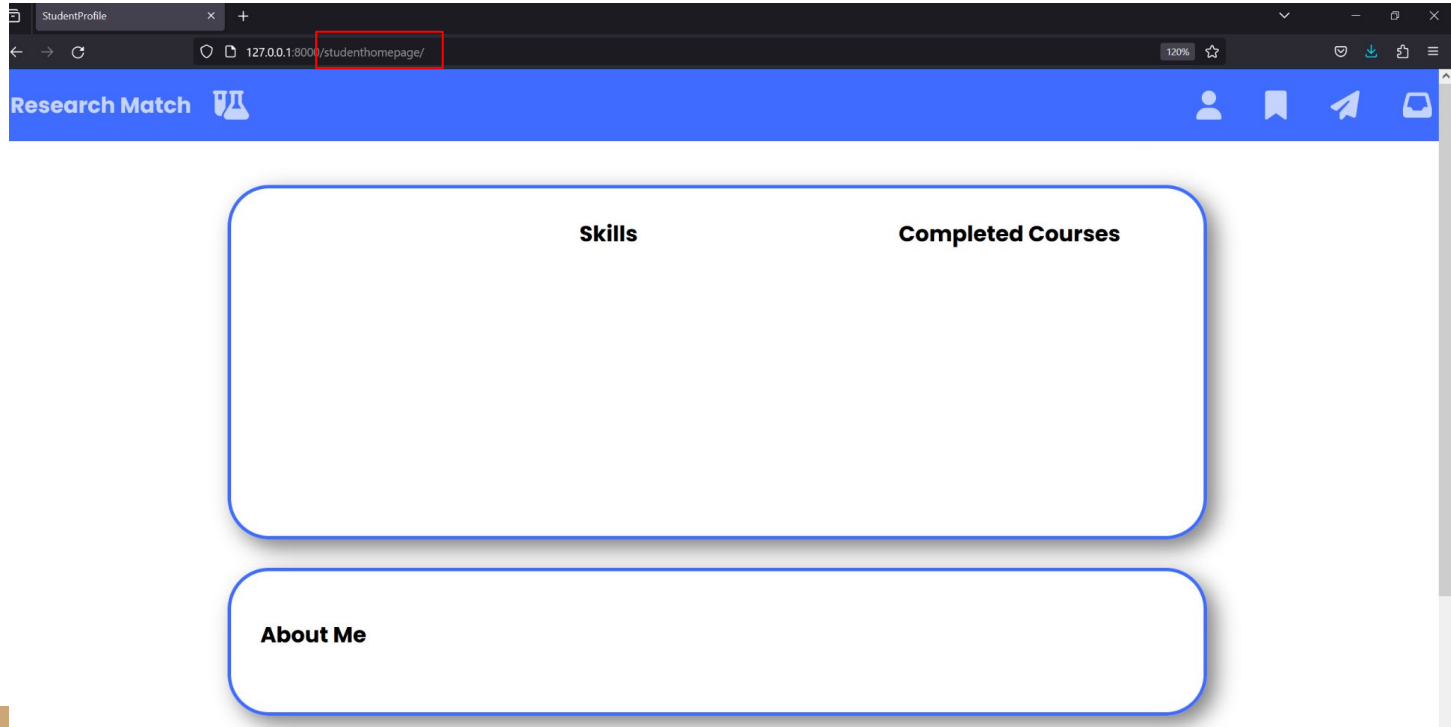 StudentProfile
127.0.0.1:8000/studenthomepage/
120%
Research Match
Skills
Completed Courses
About Me